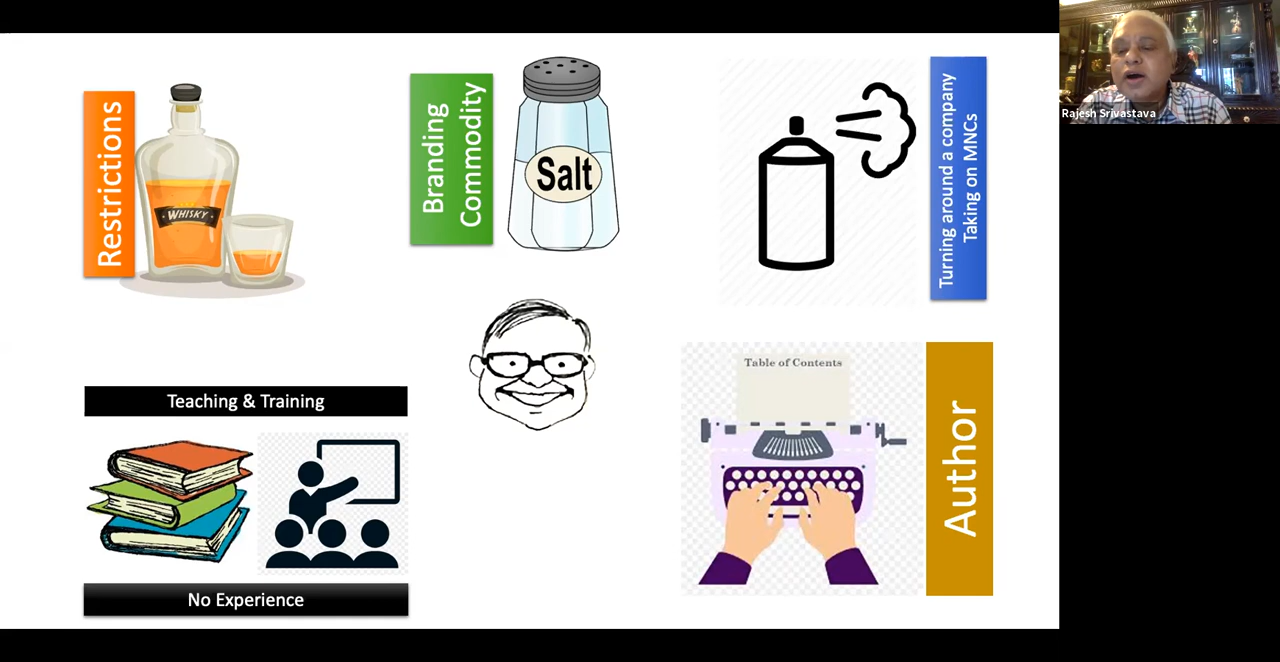 Restrictions
WHISKY
Branding
Commodity
Salt
Turning around a company
Taking on MNCs
Rajesh Srivastava
Teaching & Training
No Experience
Table of Contents
Author